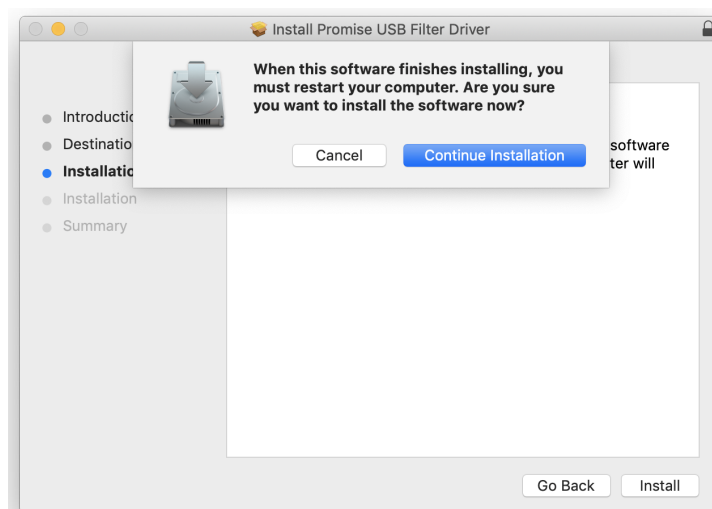 Install Promise USB Filter Driver
When this software finishes installing, you
must restart your computer. Are you sure
you want to install the software now?
Cancel
Continue Installation
Introductio
Destinatio
Installatio
Installation
Summary
software
ter will
Go Back
Install